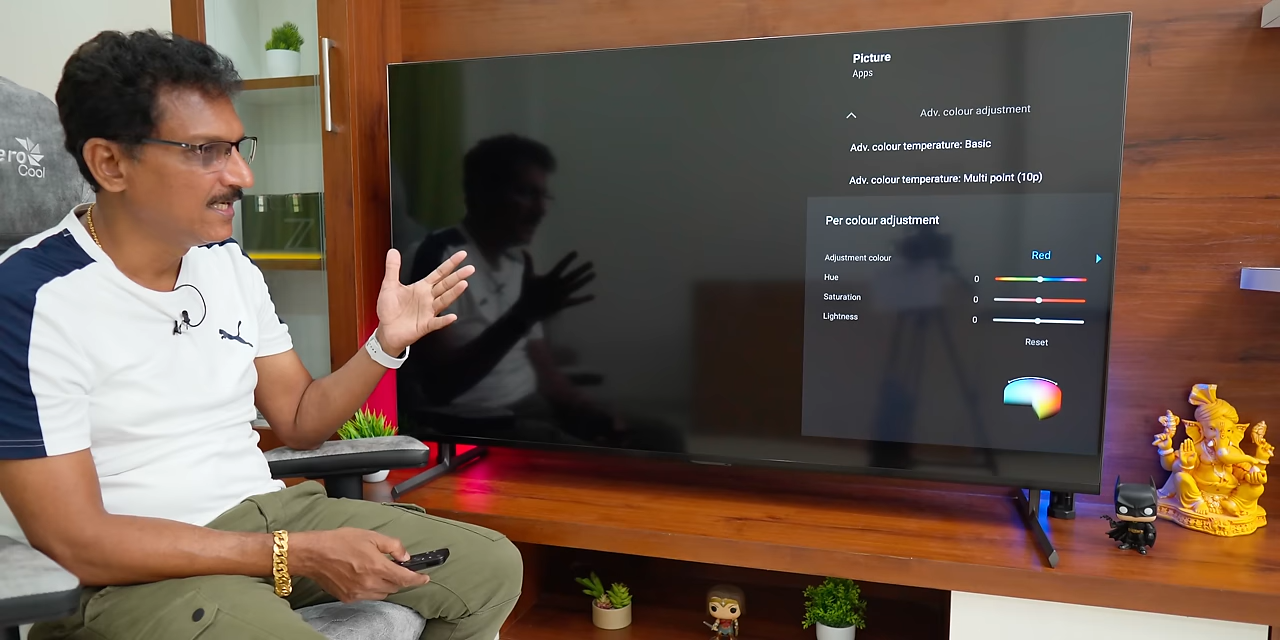 ero
Cool
Picture
Apps
Adv. colour adjustment
Adv. colour temperature: Basic
Adv. colour temperature: Multi point (10p)
Per colour adjustment
Adjustment colour Red
Hue 0
Saturation 0
Lightness 0
Reset